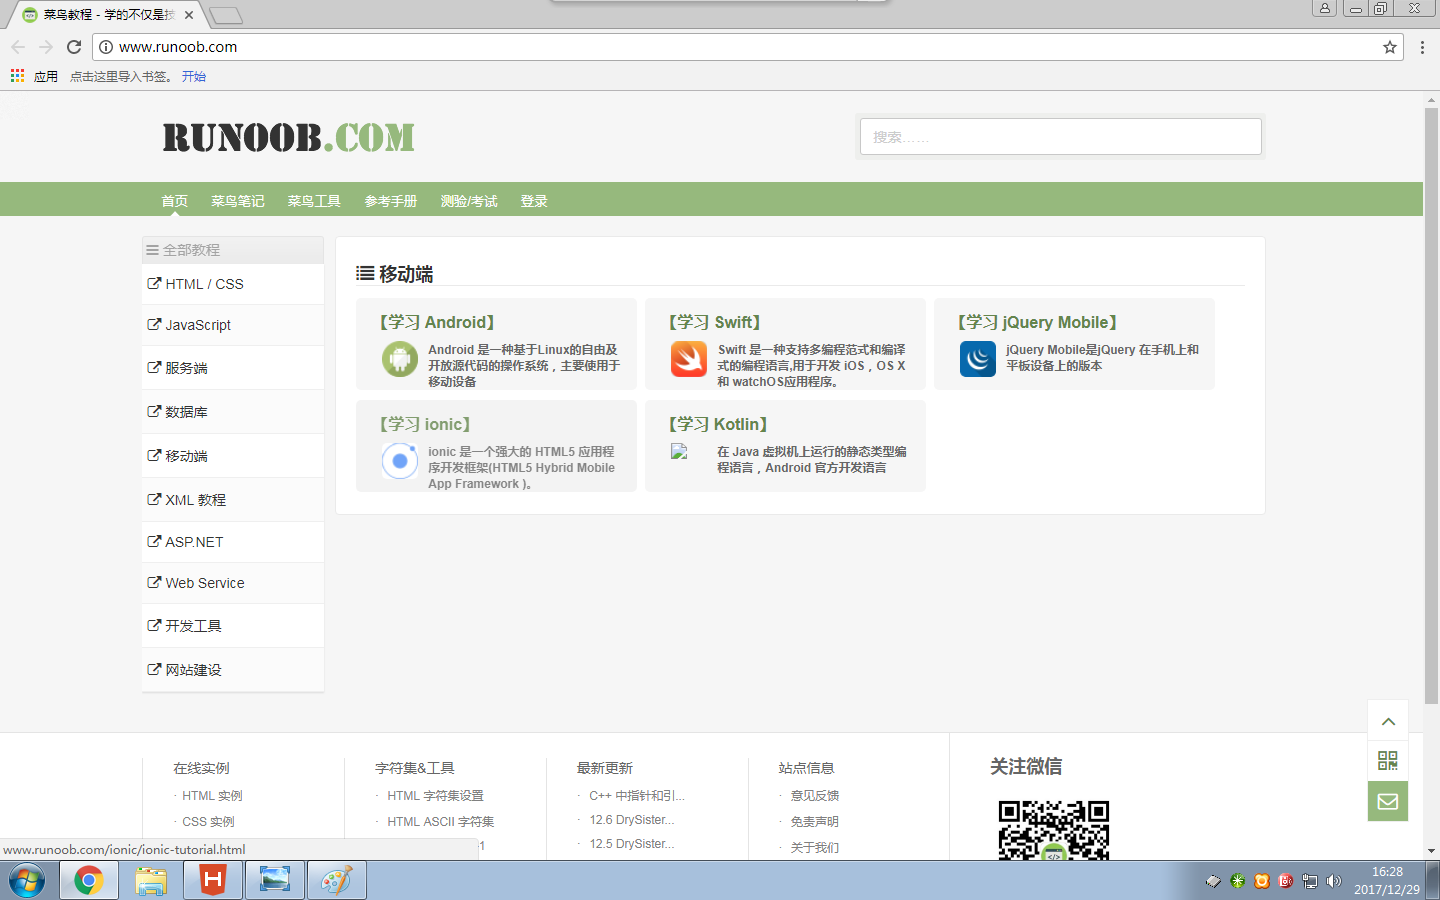 菜鸟教程 - 学的不仅是技
www.runoob.com
应用 点击这里导入书签。 开始
RUNOOB.COM
搜索……
首页 菜鸟笔记 菜鸟工具 参考手册 测验/考试 登录
全部教程
HTML / CSS
JavaScript
服务端
数据库
移动端
XML 教程
ASP.NET
Web Service
开发工具
网站建设
移动端
【学习 Android】
Android 是一种基于Linux的自由及
开放源代码的操作系统，主要使用于
移动设备
【学习 Swift】
Swift 是一种支持多编程范式和编译
式的编程语言,用于开发 iOS，OS X
和 watchOS应用程序。
【学习 jQuery Mobile】
jQuery Mobile是jQuery 在手机上和
平板设备上的版本
【学习 ionic】
ionic 是一个强大的 HTML5 应用程
序开发框架(HTML5 Hybrid Mobile
App Framework )。
【学习 Kotlin】
在 Java 虚拟机上运行的静态类型编
程语言，Android 官方开发语言
在线实例
· HTML 实例
· CSS 实例
字符集&工具
· HTML 字符集设置
· HTML ASCII 字符集
1
最新更新
· C++ 中指针和引...
· 12.6 DrySister...
· 12.5 DrySister...
站点信息
· 意见反馈
· 免责声明
· 关于我们
关注微信
www.runoob.com/ionic/ionic-tutorial.html
16:28
2017/12/29